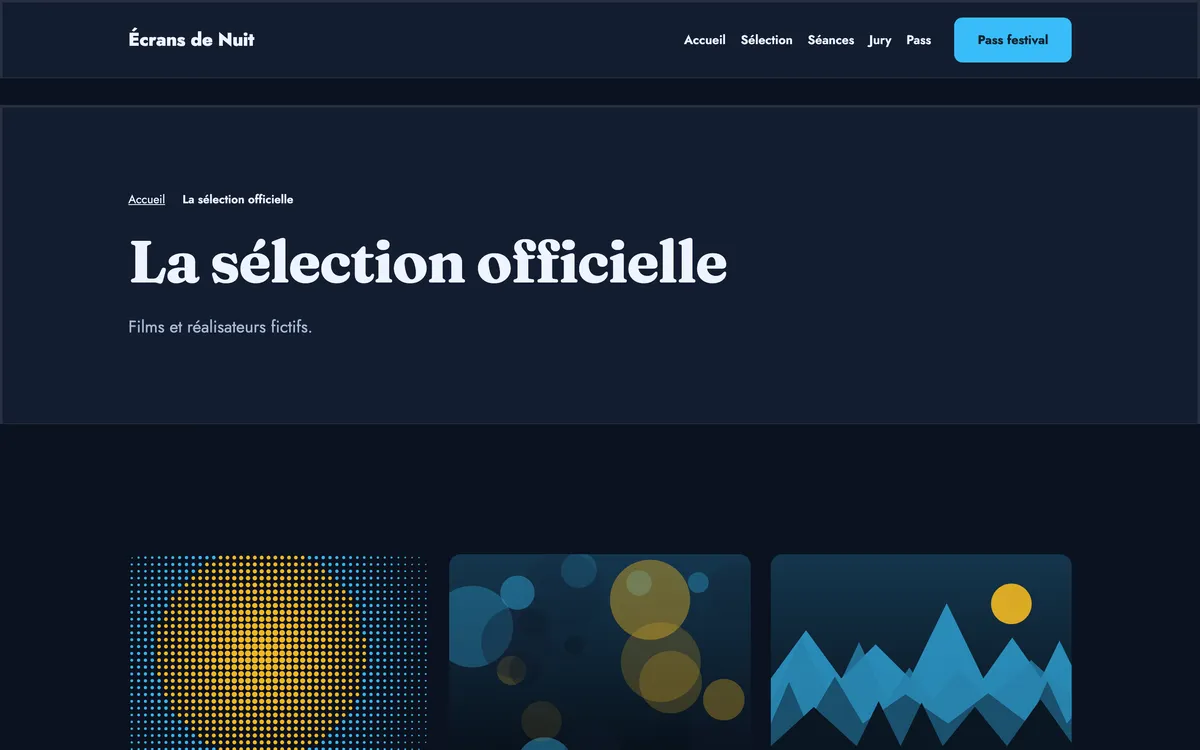 Écrans de Nuit
Accueil Sélection Séances Jury Pass Pass festival
Accueil La sélection officielle
La sélection officielle
Films et réalisateurs fictifs.